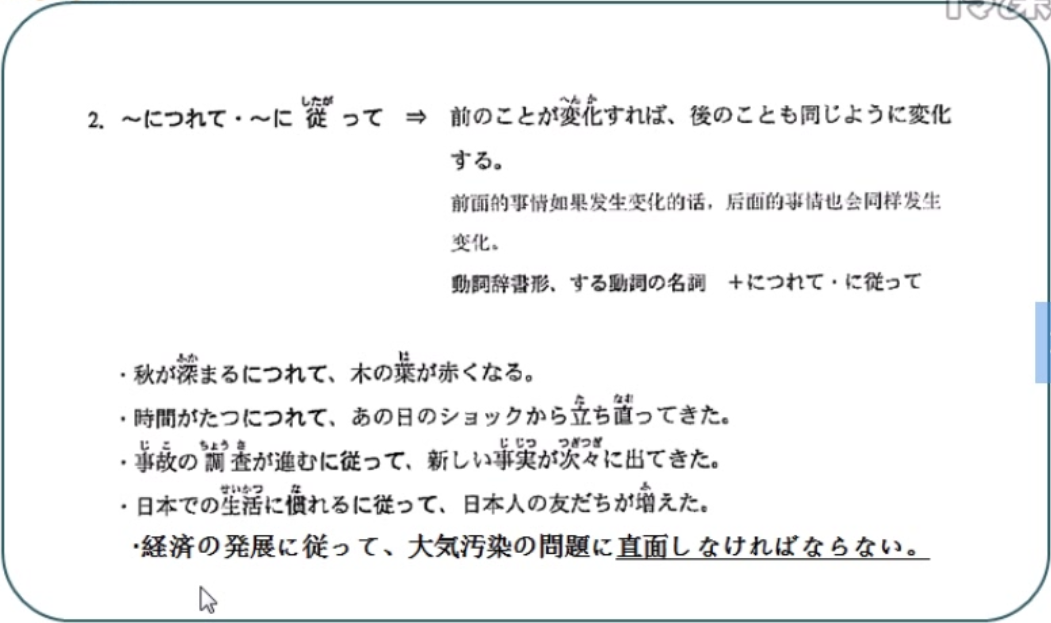 2. ～につれて・～に従って ⇒ 前のことが変化すれば、後のことも同じように変化
する。
前面的事情如果发生变化的话，后面的事情也会同样发生
变化。
動詞辞書形、する動詞の名詞 ＋につれて・に従って
・秋が深まるにつれて、木の葉が赤くなる。
・時間がたつにつれて、あの日のショックから立ち直ってきた。
・事故の調査が進むに従って、新しい事実が次々に出てきた。
・日本での生活に慣れるに従って、日本人の友だちが増えた。
・経済の発展に従って、大気汚染の問題に直面しなければならない。